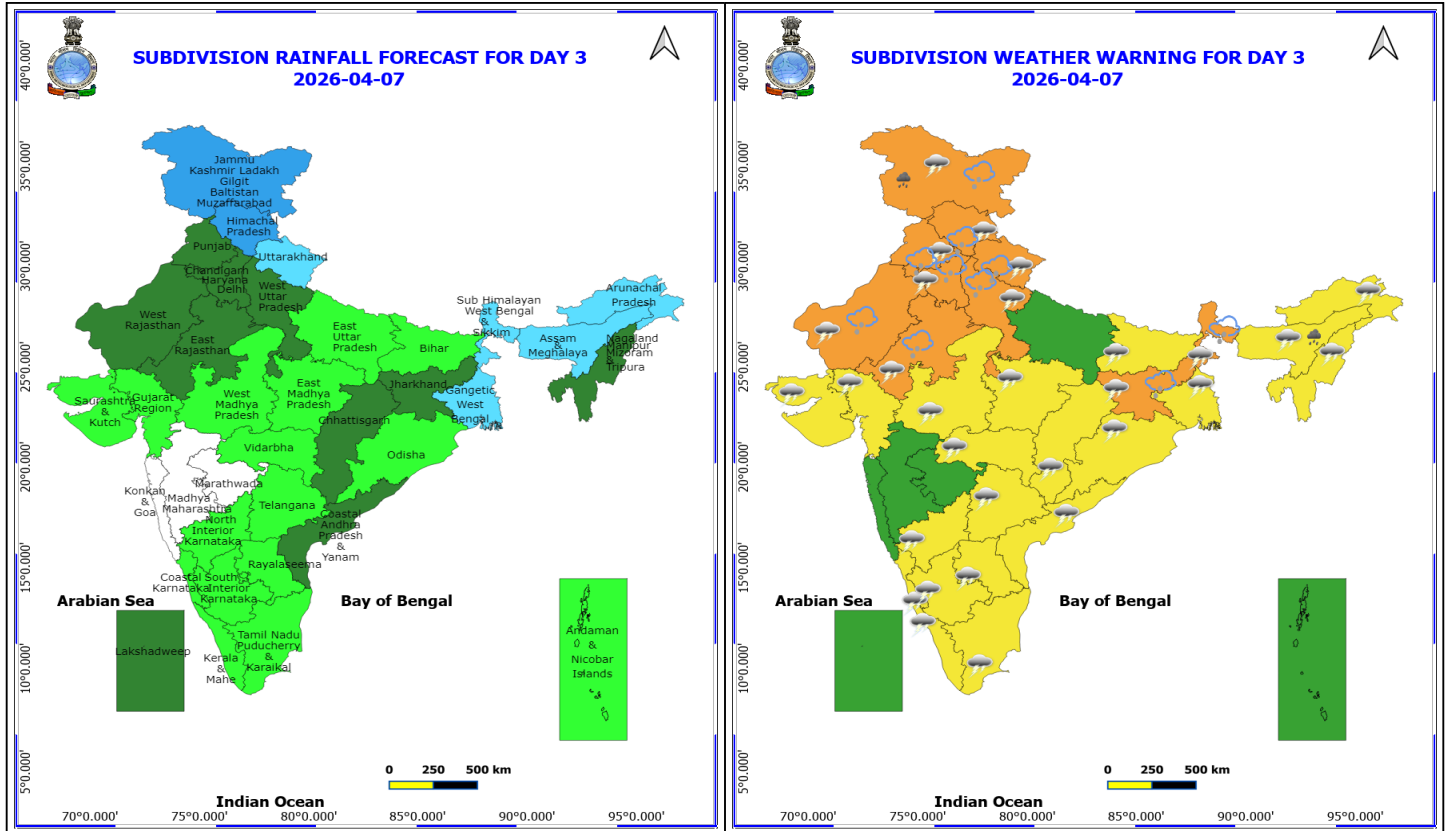 SUBDIVISION RAINFALL FORECAST FOR DAY 3
2026-04-07
40°0.000'
35°0.000'
30°0.000'
25°0.000'
20°0.000'
15°0.000'
10°0.000'
5°0.000'
Jammu
Kashmir Ladakh
Gilgit
Baltistan
Muzaffarabad
Himachal
Pradesh
Punjab
Uttarakhand
Chandigarh
Haryana
Delhi
West
Uttar
Pradesh
West
Rajasthan
East
Rajasthan
East
Uttar
Pradesh
Bihar
Sub Himalayan
West Bengal
&
Sikkim
Arunachal
Pradesh
Assam
&
Meghalaya
Nagaland
Manipur
Mizoram
&
Tripura
Saurashtra
&
Kutch
Gujarat
Region
West
Madhya
Pradesh
East
Madhya
Pradesh
Jharkhand
Gangetic
West
Bengal
Chhattisgarh
Vidarbha
Odisha
Konkan
&
Goa
Madhya
Maharashtra
Marathwada
Telangana
North
Interior
Karnataka
Coastal
Andhra
Pradesh
&
Yanam
Rayalaseema
Coastal
Karnataka
South
Interior
Karnataka
Arabian Sea
Bay of Bengal
Lakshadweep
Kerala
&
Mahe
Tamil Nadu
Puducherry
&
Karaikal
Andaman
&
Nicobar
Islands
0 250 500 km
Indian Ocean
70°0.000' 75°0.000' 80°0.000' 85°0.000' 90°0.000' 95°0.000'
SUBDIVISION WEATHER WARNING FOR DAY 3
2026-04-07
40°0.000'
35°0.000'
30°0.000'
25°0.000'
20°0.000'
15°0.000'
10°0.000'
5°0.000'
Arabian Sea
Bay of Bengal
0 250 500 km
Indian Ocean
70°0.000' 75°0.000' 80°0.000' 85°0.000' 90°0.000' 95°0.000'